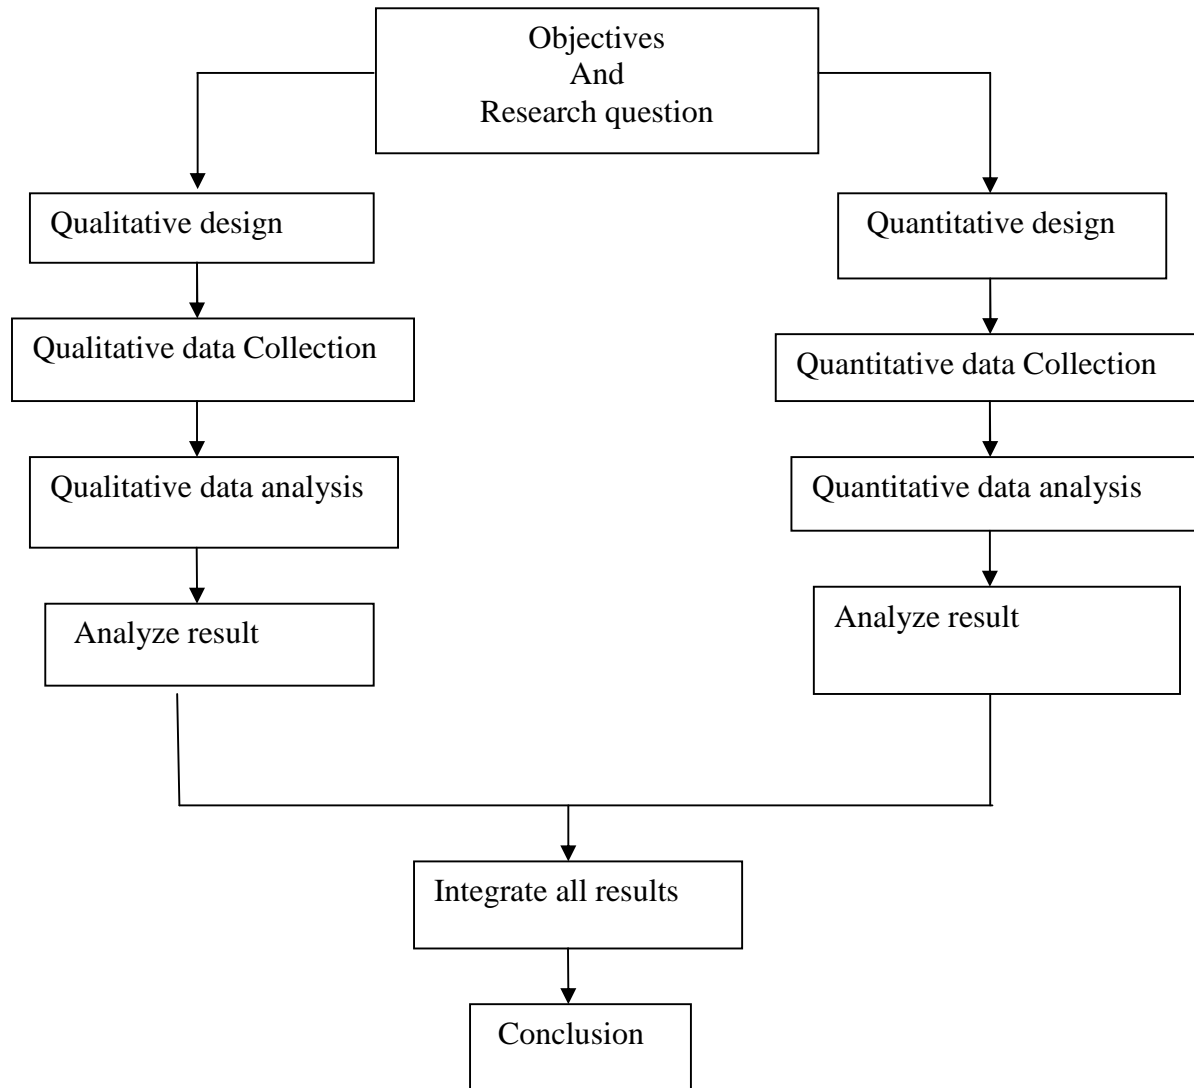 Objectives
And
Research question
Qualitative design
Quantitative design
Qualitative data Collection
Quantitative data Collection
Qualitative data analysis
Quantitative data analysis
Analyze result
Analyze result
Integrate all results
Conclusion